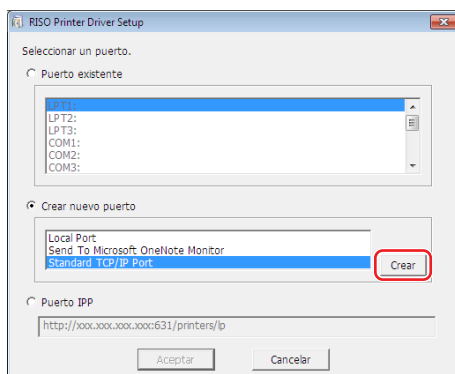 RISO Printer Driver Setup
Seleccionar un puerto.
Puerto existente
LPT1:
LPT2:
LPT3:
COM1:
COM2:
COM3:
Crear nuevo puerto
Local Port
Send To Microsoft OneNote Monitor
Standard TCP/IP Port
Crear
Puerto IPP
http://xxx.xxx.xxx.xxx:631/printers/lp
Aceptar
Cancelar